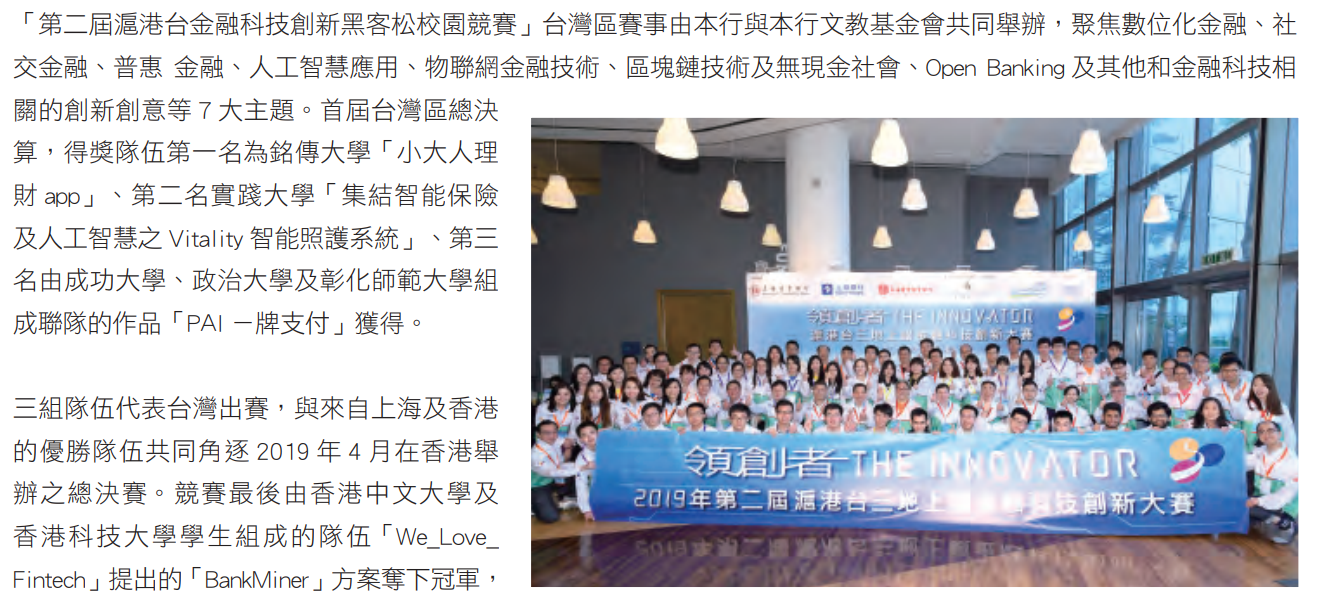 「第二屆滬港台金融科技創新黑客松校園競賽」台灣區賽事由本行與本行文教基金會共同舉辦，聚焦數位化金融、社
交金融、普惠 金融、人工智慧應用、物聯網金融技術、區塊鏈技術及無現金社會、Open Banking 及其他和金融科技相
關的創新創意等 7 大主題。首屆台灣區總決
算，得獎隊伍第一名為銘傳大學「小大人理
財 app」、第二名實踐大學「集結智能保險
及人工智慧之 Vitality 智能照護系統」、第三
名由成功大學、政治大學及彰化師範大學組
成聯隊的作品「PAI 一牌支付」獲得。
三組隊伍代表台灣出賽，與來自上海及香港
的優勝隊伍共同角逐 2019 年 4 月在香港舉
辦之總決賽。競賽最後由香港中文大學及
香港科技大學學生組成的隊伍「We_Love_
Fintech」提出的「BankMiner」方案奪下冠軍，
領創者 THE INNOVATOR
滬港台三地上海金融科技創新大賽
領創者 THE INNOVATOR
2019年第二屆滬港台三地上 科技創新大賽